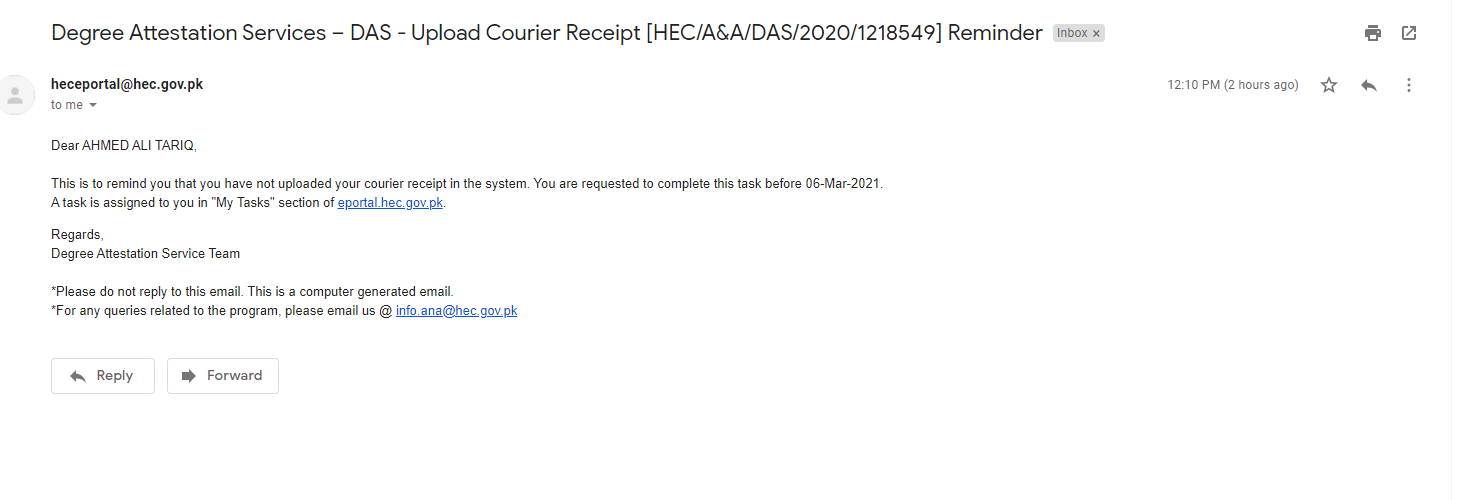 Degree Attestation Services – DAS - Upload Courier Receipt [HEC/A&A/DAS/2020/1218549] Reminder Inbox x
heceportal@hec.gov.pk 12:10 PM (2 hours ago)
to me
Dear AHMED ALI TARIQ,
This is to remind you that you have not uploaded your courier receipt in the system. You are requested to complete this task before 06-Mar-2021.
A task is assigned to you in "My Tasks" section of eportal.hec.gov.pk.
Regards,
Degree Attestation Service Team
*Please do not reply to this email. This is a computer generated email.
*For any queries related to the program, please email us @ info.ana@hec.gov.pk
Reply Forward